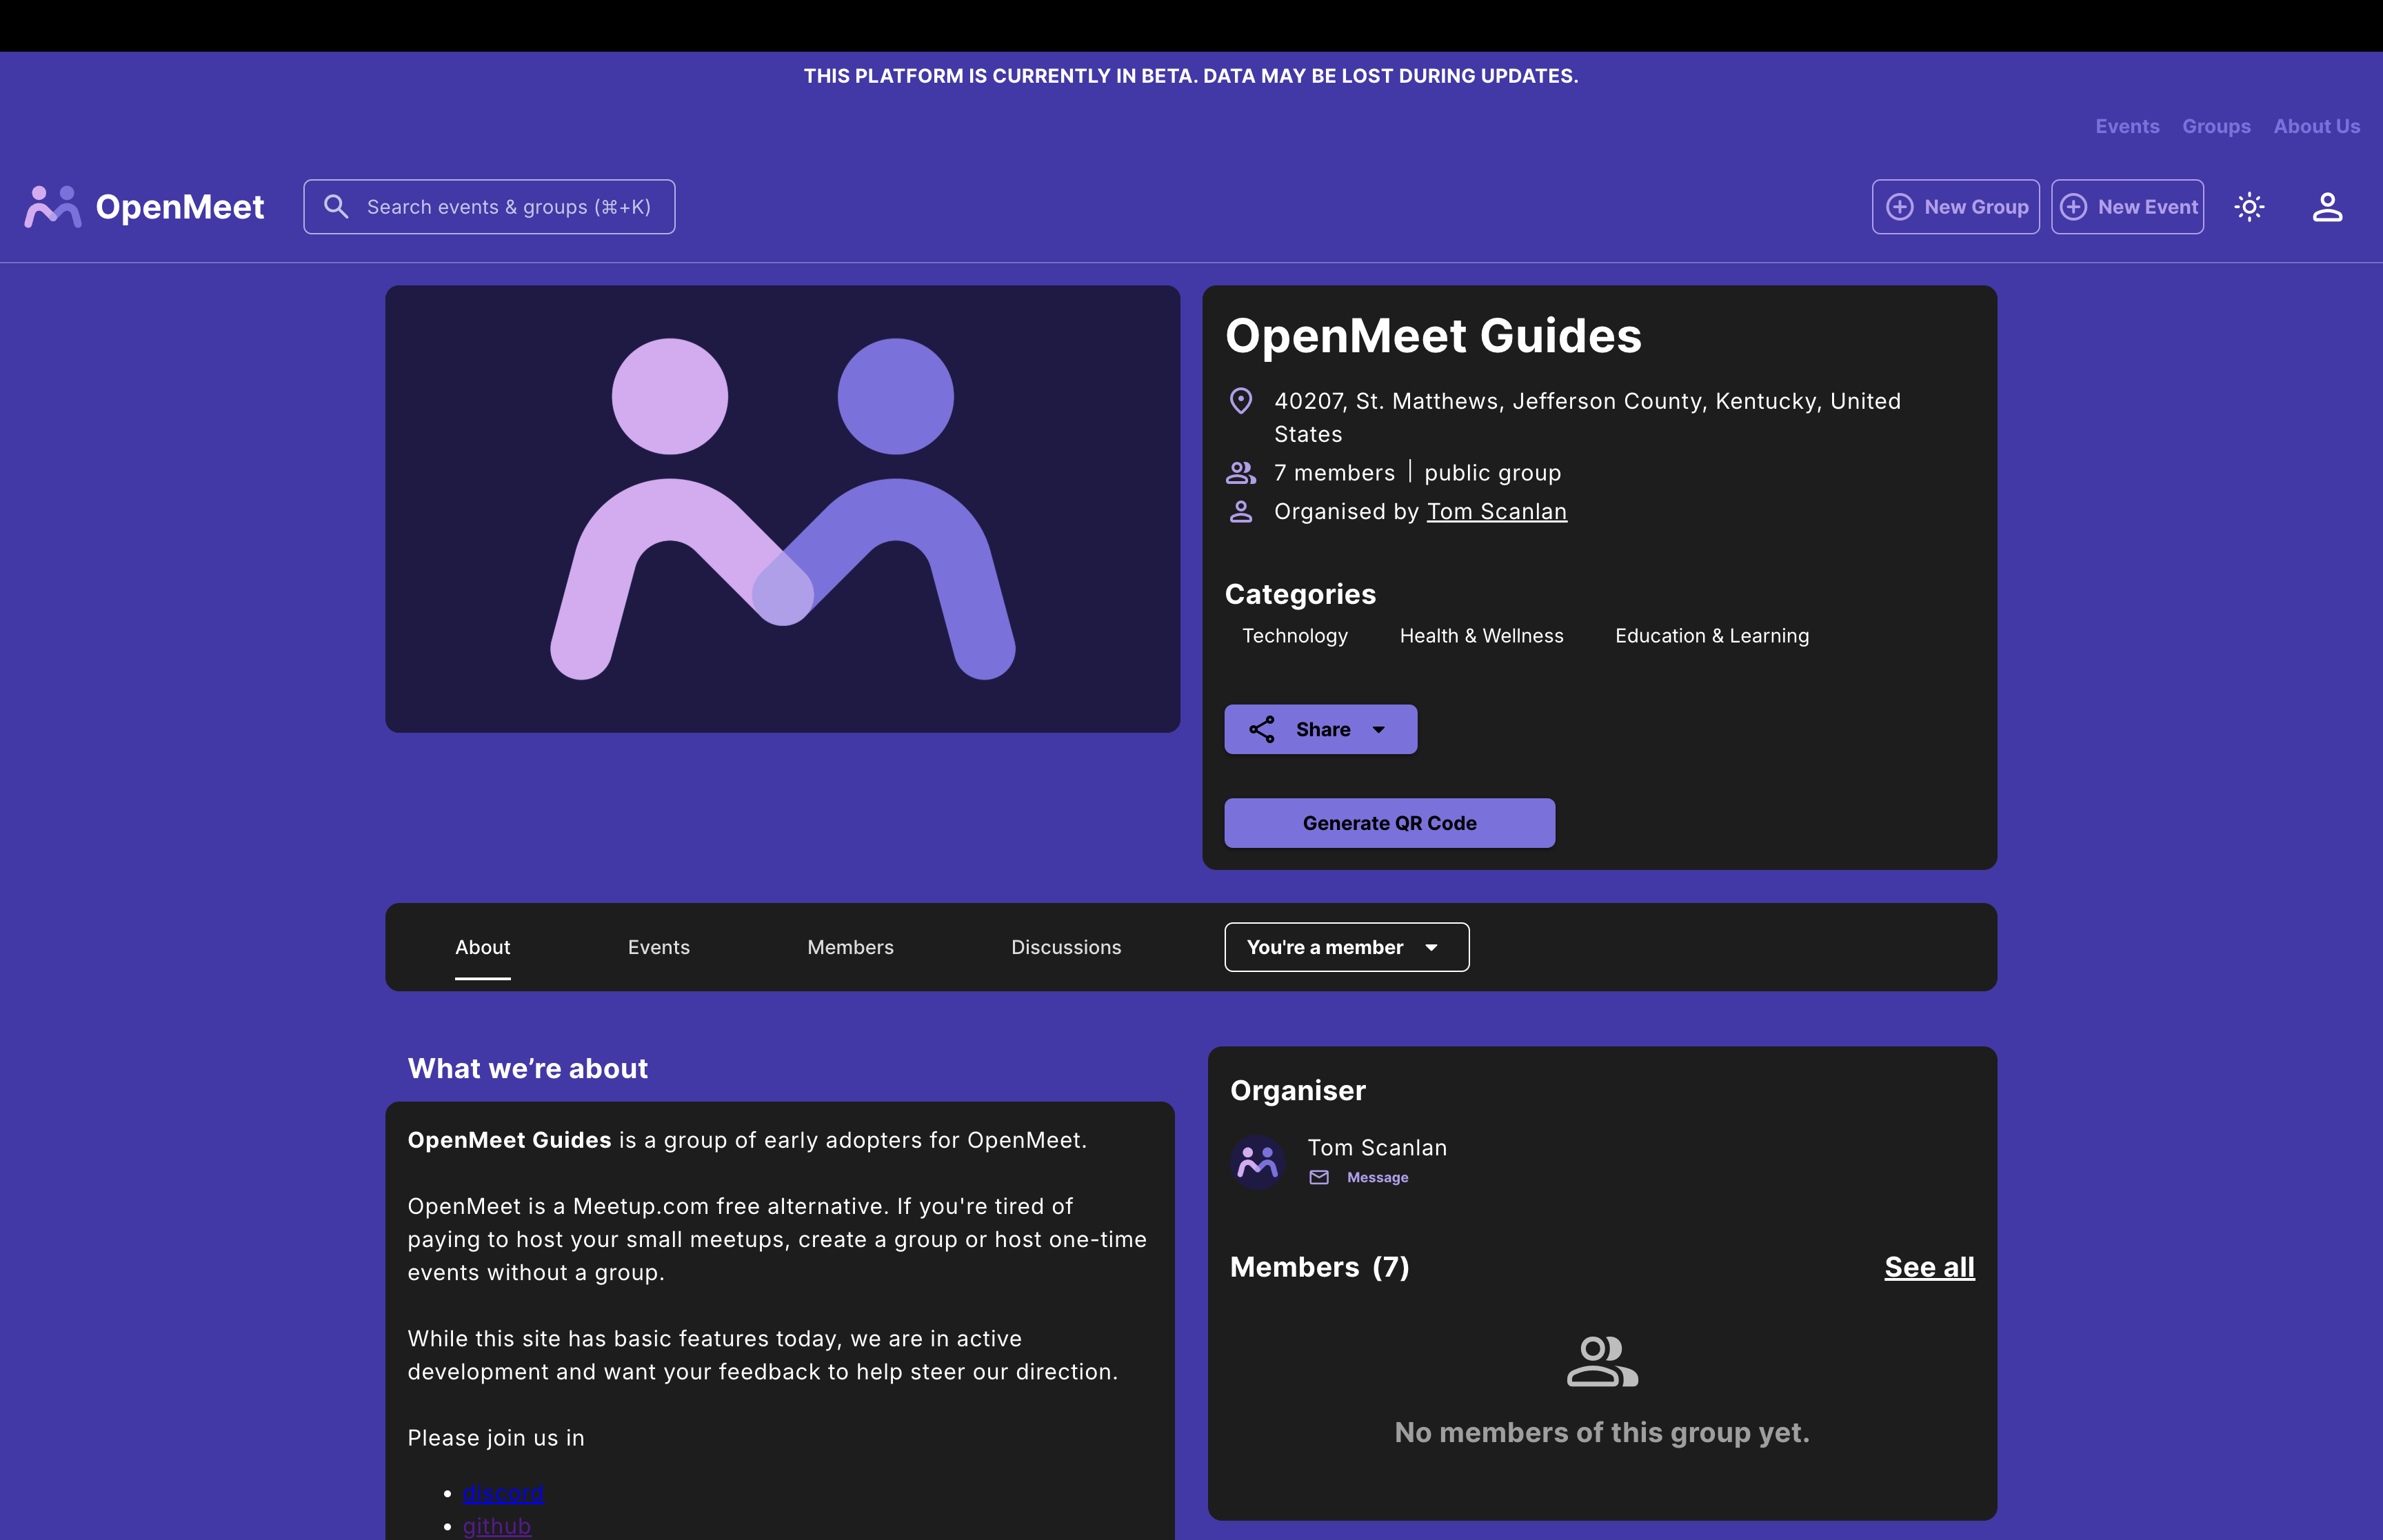 THIS PLATFORM IS CURRENTLY IN BETA. DATA MAY BE LOST DURING UPDATES.
Events Groups About Us
OpenMeet
Search events & groups (⌘+K)
New Group
New Event
OpenMeet Guides
40207, St. Matthews, Jefferson County, Kentucky, United
States
7 members | public group
Organised by Tom Scanlan
Categories
Technology Health & Wellness Education & Learning
Share
Generate QR Code
About Events Members Discussions You're a member
What we’re about
OpenMeet Guides is a group of early adopters for OpenMeet.
OpenMeet is a Meetup.com free alternative. If you're tired of
paying to host your small meetups, create a group or host one-time
events without a group.
While this site has basic features today, we are in active
development and want your feedback to help steer our direction.
Please join us in
• discord
• github
Organiser
Tom Scanlan
Message
Members (7)
See all
No members of this group yet.